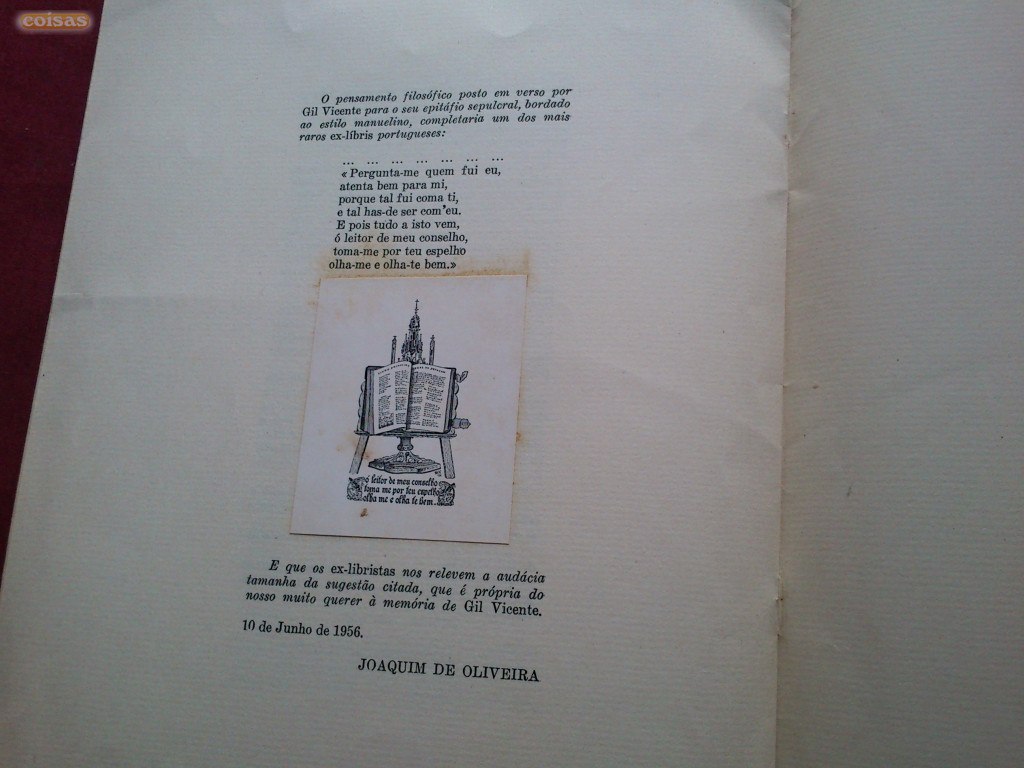 coisas
O pensamento filosófico posto em verso por
Gil Vicente para o seu epitáfio sepulcral, bordado
ao estilo manuelino, completaria um dos mais
raros ex-líbris portugueses:
... ... ... ... ... ... ...
«Pergunta-me quem fui eu,
atenta bem para mi,
porque tal fui coma ti,
e tal has-de ser com'eu.
E pois tudo a isto vem,
ó leitor de meu conselho,
toma-me por teu espelho
olha-me e olha-te bem.»
ó leitor de meu conselho
toma me por teu espelho
olha me e olha te bem.
E que os ex-libristas nos relevem a audácia
tamanha da sugestão citada, que é própria do
nosso muito querer à memória de Gil Vicente.
10 de Junho de 1956.
JOAQUIM DE OLIVEIRA